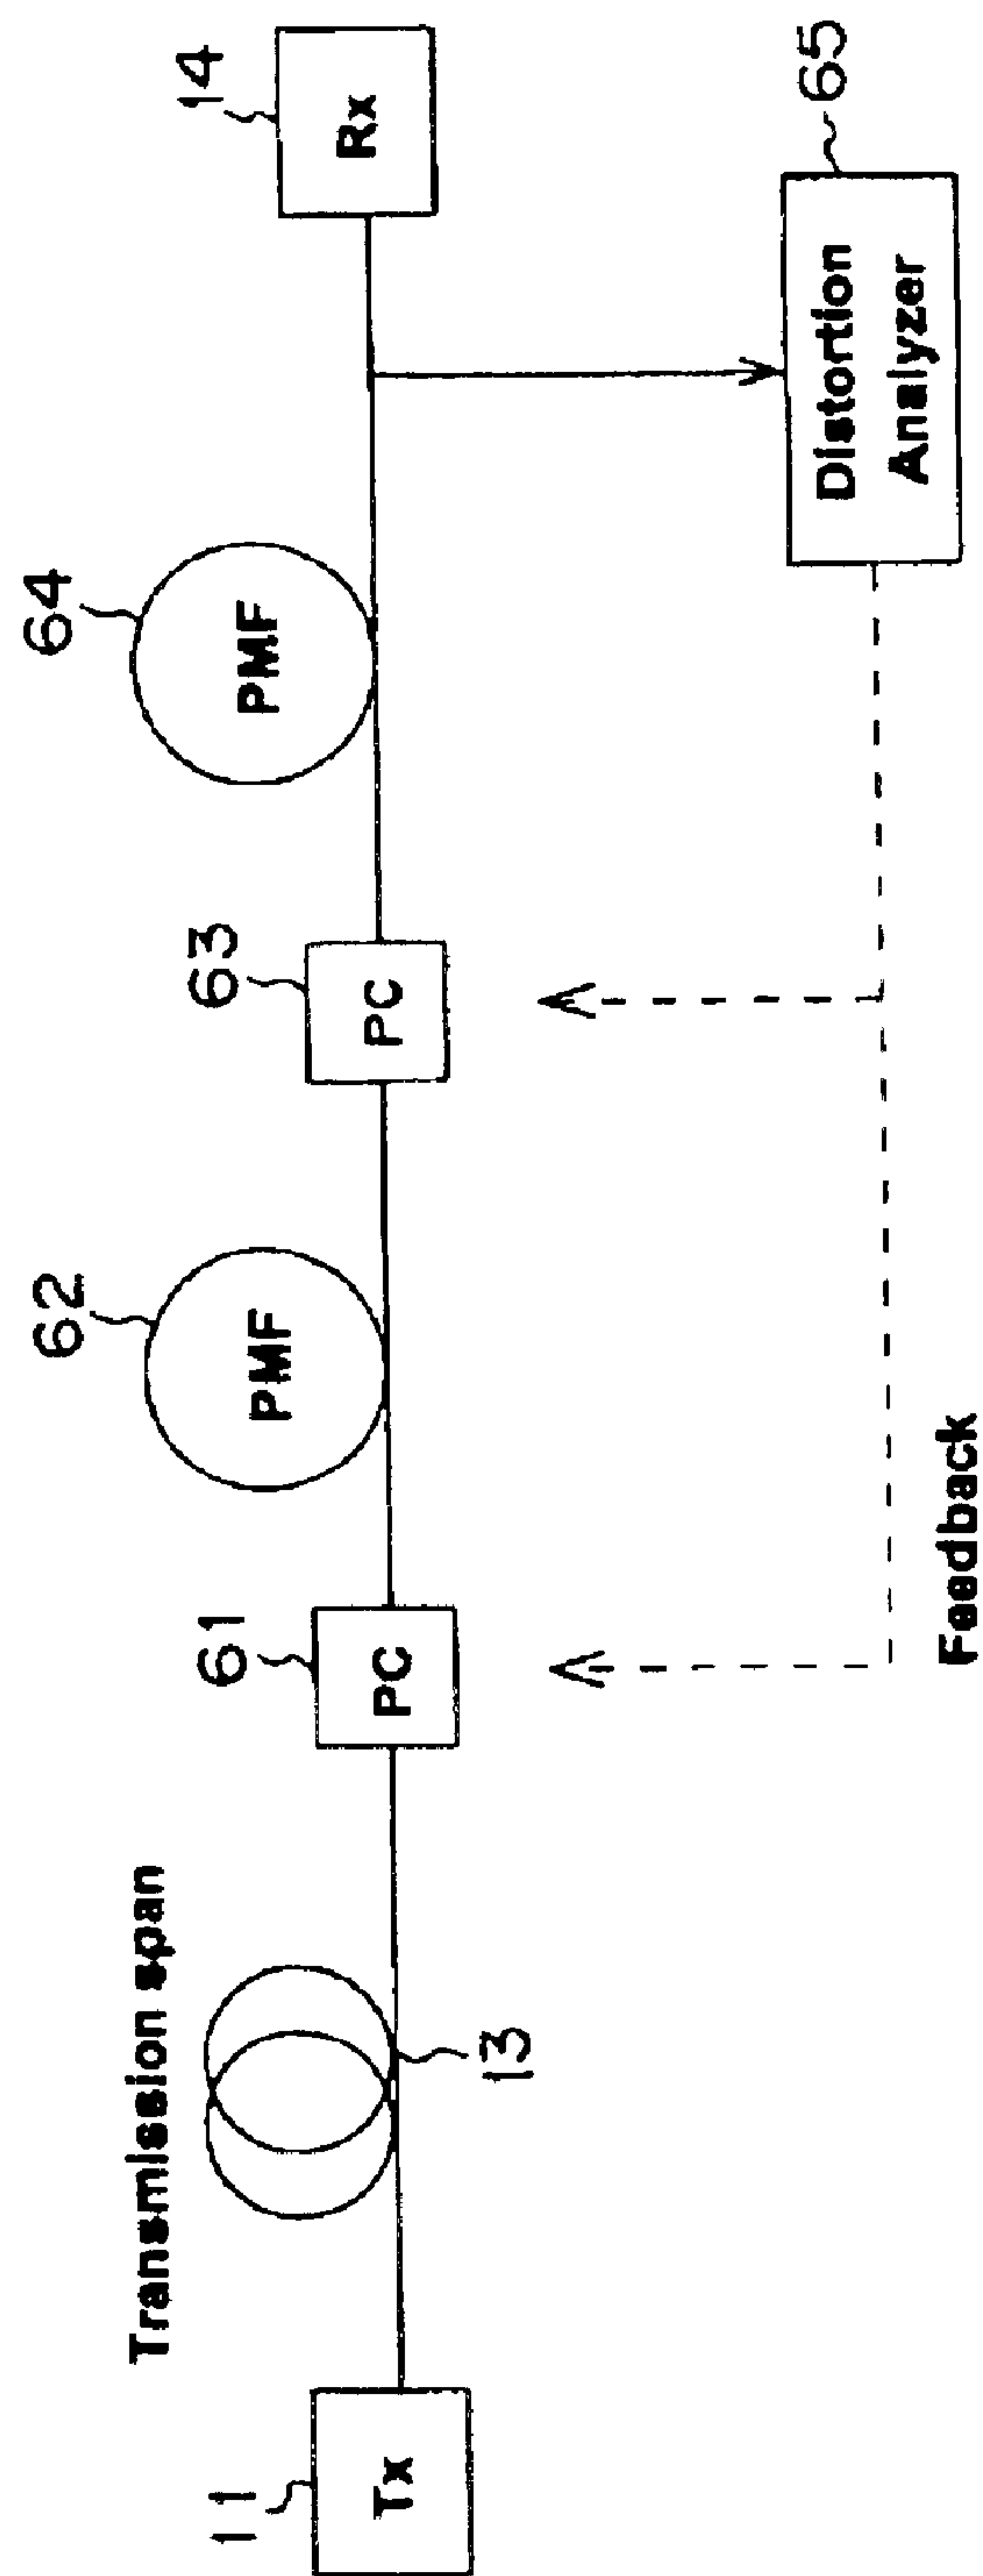 Transmission span
11
Tx
13
61
PC
62
PMF
63
PC
64
PMF
14
Rx
65
Distortion
Analyzer
Feedback